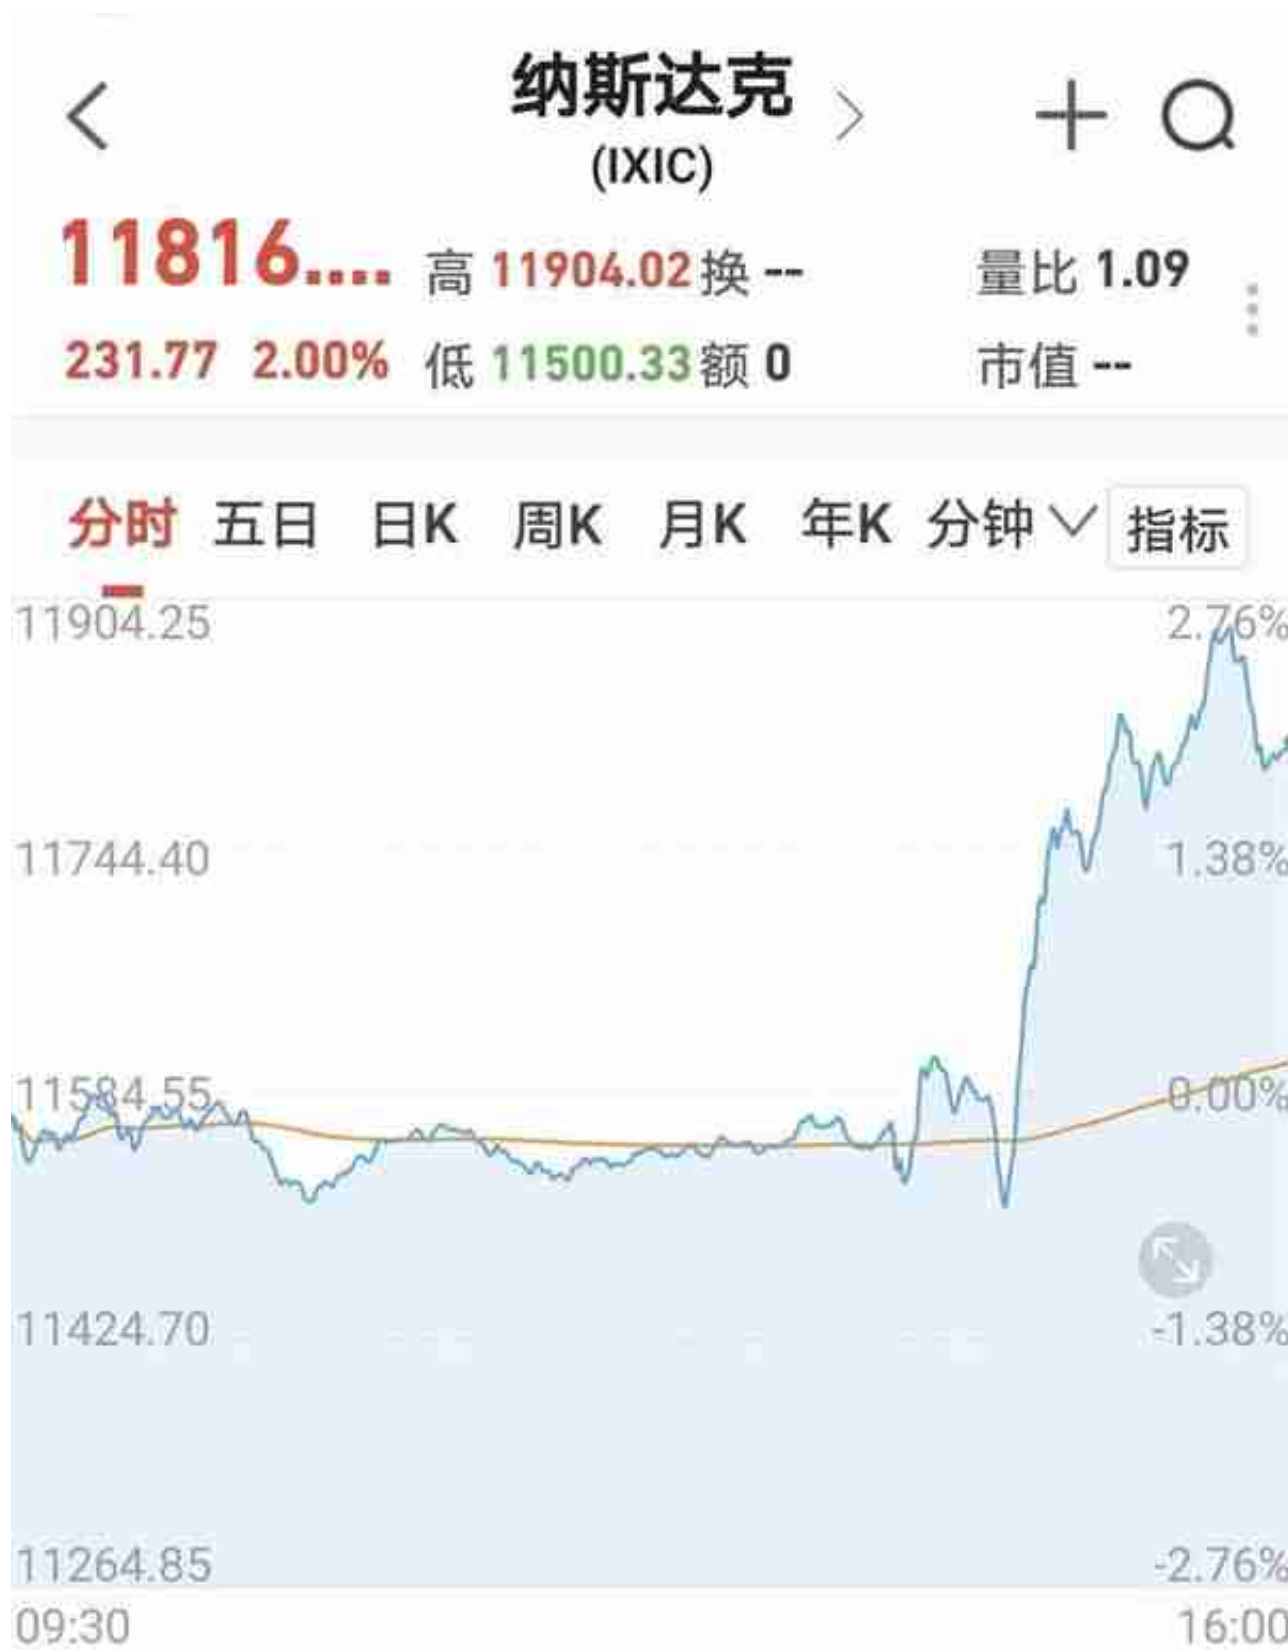 纳斯达克
(IXIC)
11816.... 高 11904.02 换 -- 量比 1.09
231.77 2.00% 低 11500.33 额 0 市值 --
分时 五日 日K 周K 月K 年K 分钟 指标
11904.25 2.76%
11744.40 1.38%
11584.55 0.00%
11424.70 -1.38%
11264.85 -2.76%
09:30 16:00